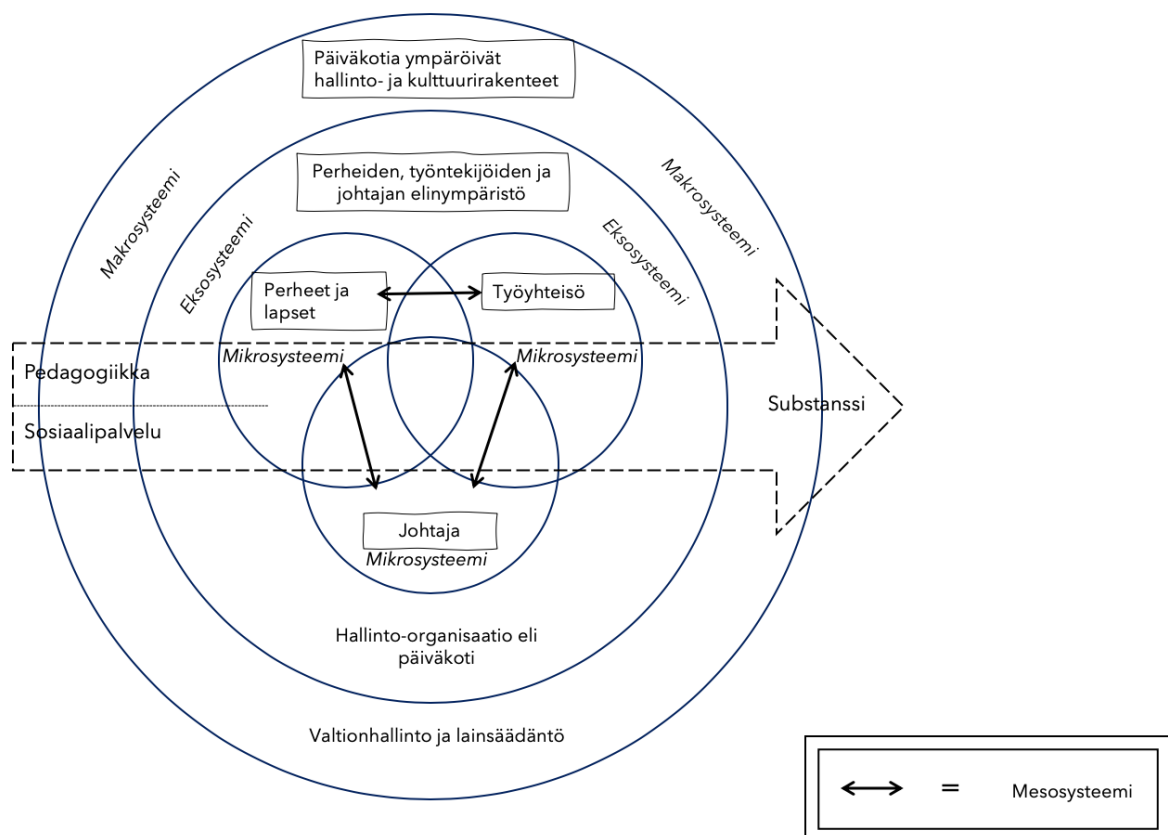 Päiväkotia ympäröivät
hallinto- ja kulttuurirakenteet
Perheiden, työntekijöiden ja
johtajan elinympäristö
Makrosysteemi
Makrosysteemi
Eksosysteemi
Eksosysteemi
Perheet ja
lapset
Työyhteisö
Mikrosysteemi
Mikrosysteemi
Pedagogiikka
Sosiaalipalvelu
Substanssi
Johtaja
Mikrosysteemi
Hallinto-organisaatio eli
päiväkoti
Valtionhallinto ja lainsäädäntö
= Mesosysteemi